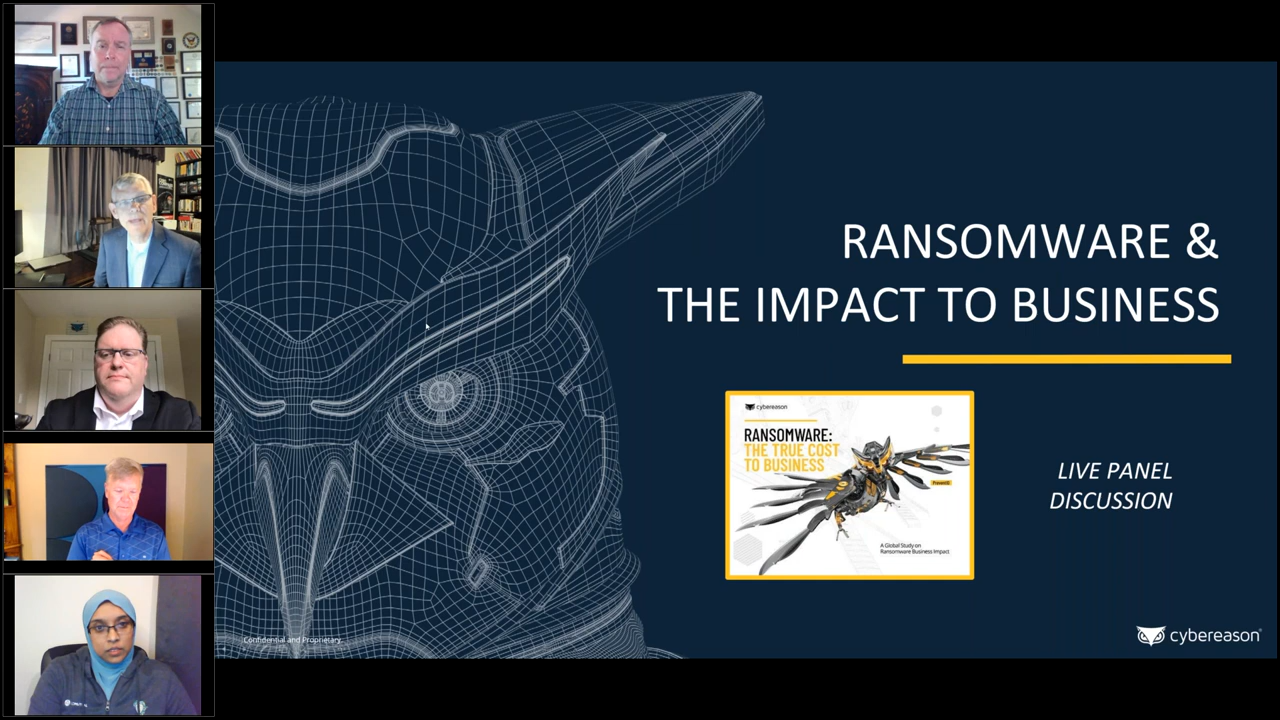 RANSOMWARE &
THE IMPACT TO BUSINESS
cybereason
RANSOMWARE:
THE TRUE COST
TO BUSINESS
A Global Study on
Ransomware Business Impact
LIVE PANEL
DISCUSSION
Confidential and Proprietary
cybereason